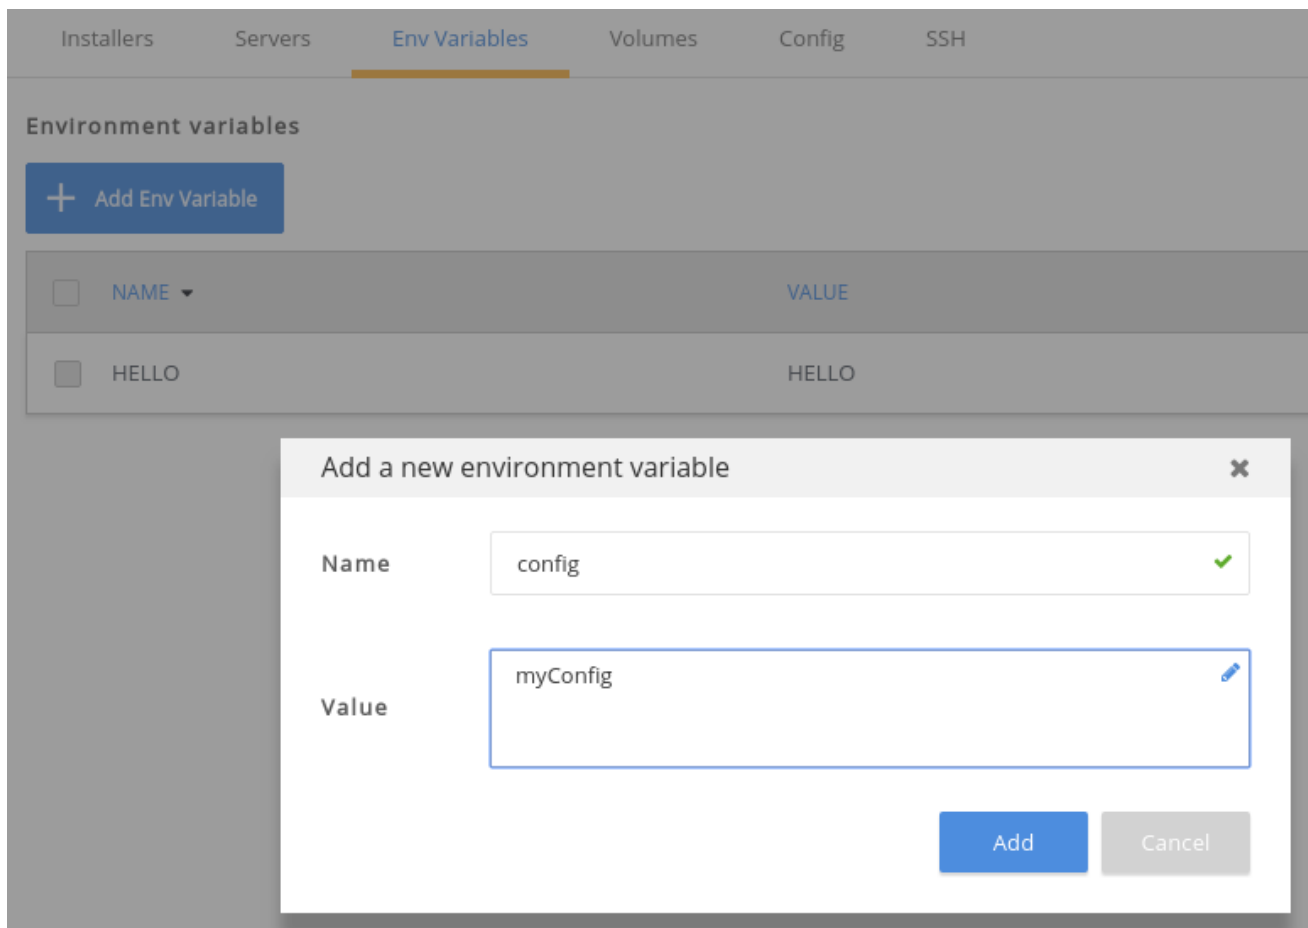 Installers Servers Env Variables Volumes Config SSH
Environment variables
Add Env Variable
NAME VALUE
HELLO HELLO
Add a new environment variable
Name config
Value myConfig
Add Cancel